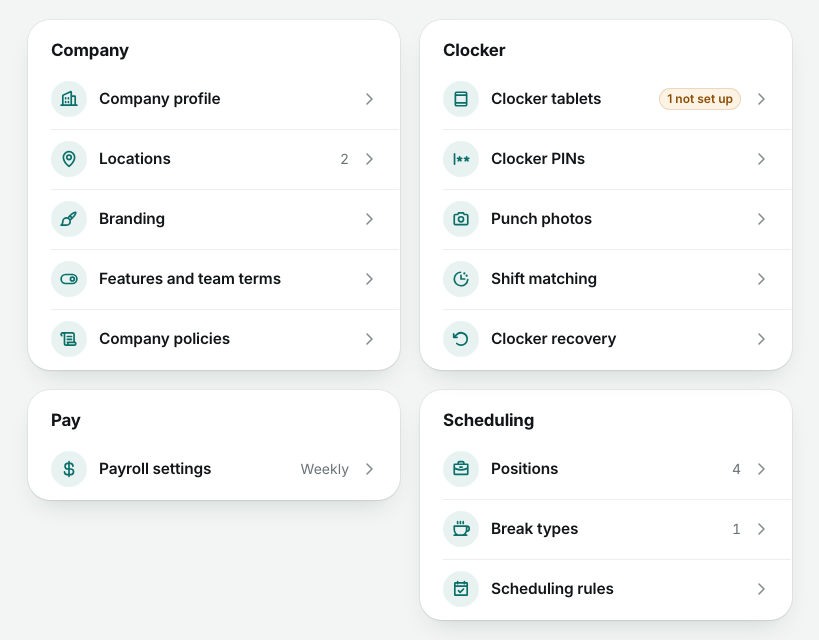 Company
Company profile
Locations 2
Branding
Features and team terms
Company policies
Clocker
Clocker tablets 1 not set up
Clocker PINs
Punch photos
Shift matching
Clocker recovery
Pay
Payroll settings Weekly
Scheduling
Positions 4
Break types 1
Scheduling rules